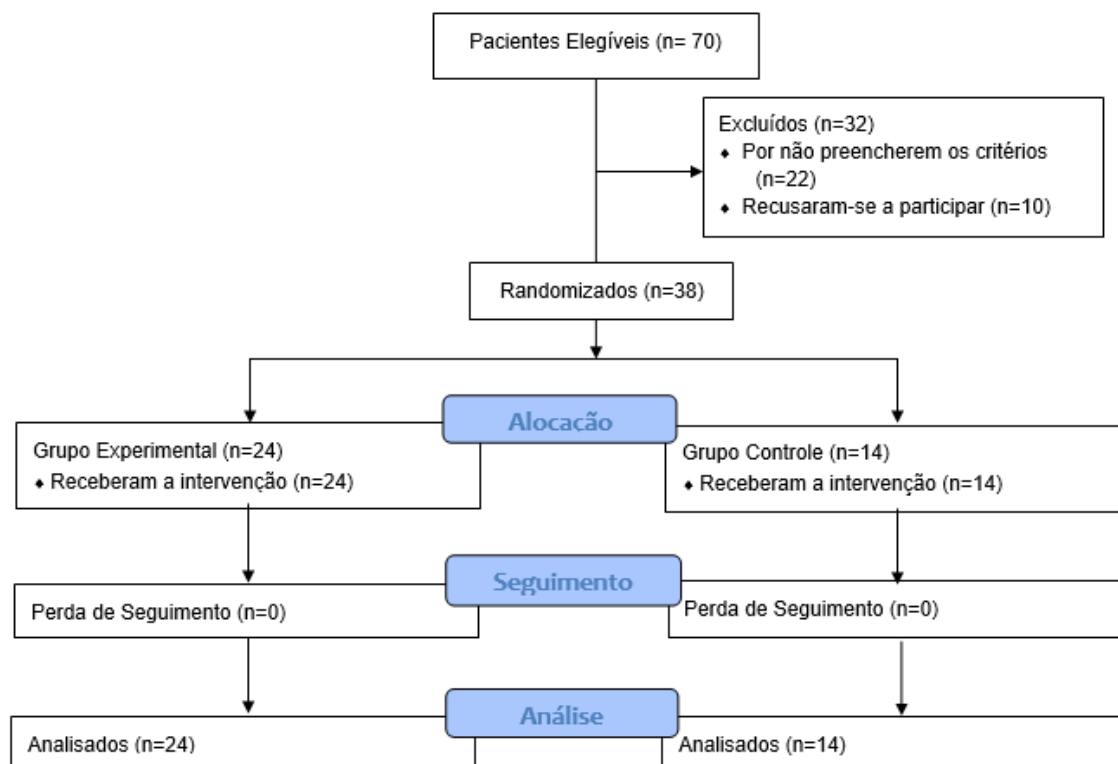 Pacientes Elegíveis (n= 70)
Excluídos (n=32)
♦ Por não preencherem os critérios
(n=22)
♦ Recusaram-se a participar (n=10)
Randomizados (n=38)
Alocação
Grupo Experimental (n=24)
♦ Receberam a intervenção (n=24)
Grupo Controle (n=14)
♦ Receberam a intervenção (n=14)
Seguimento
Perda de Seguimento (n=0)
Perda de Seguimento (n=0)
Análise
Analisados (n=24)
Analisados (n=14)